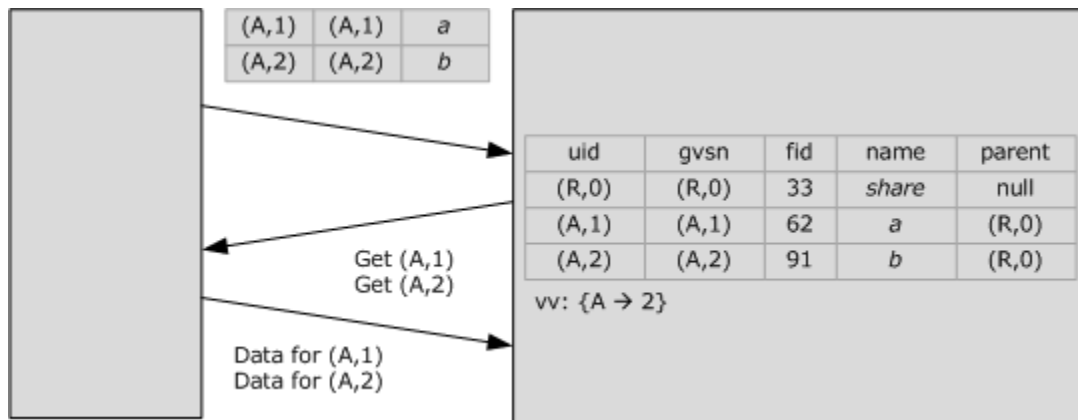 (A,1) (A,1) a
(A,2) (A,2) b
uid gvsn fid name parent
(R,0) (R,0) 33 share null
(A,1) (A,1) 62 a (R,0)
(A,2) (A,2) 91 b (R,0)
Get (A,1)
Get (A,2)
vv: {A → 2}
Data for (A,1)
Data for (A,2)